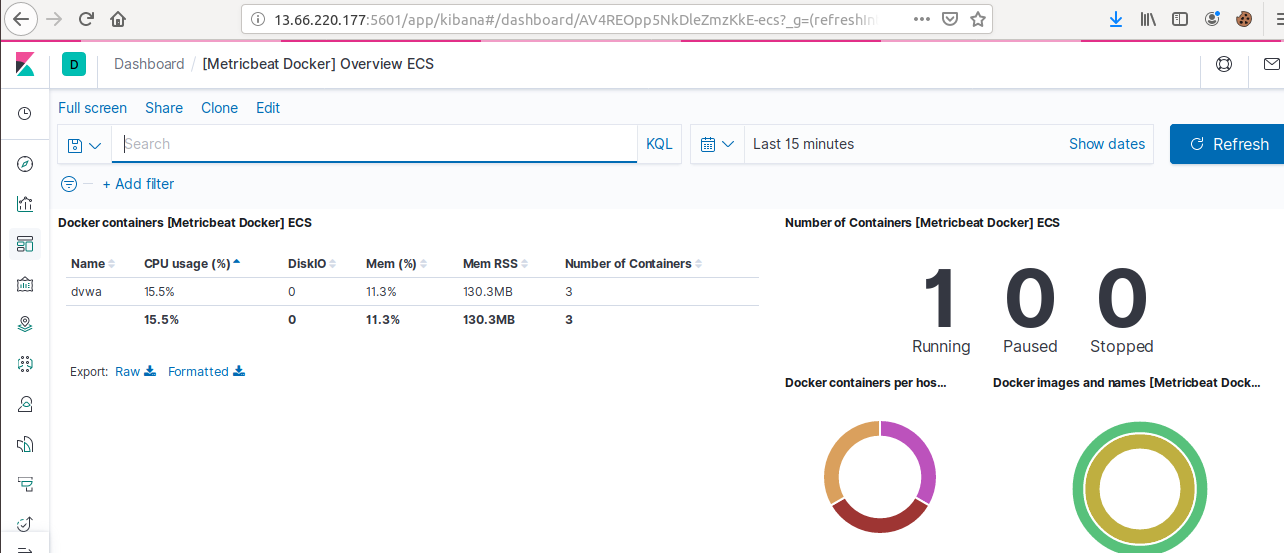 13.66.220.177:5601/app/kibana#/dashboard/AV4REOpp5NkDleZmzKkE-ecs?_g=(refreshIn
D Dashboard / [Metricbeat Docker] Overview ECS
Full screen Share Clone Edit
Search KQL Last 15 minutes Show dates Refresh
+ Add filter
Docker containers [Metricbeat Docker] ECS
Name CPU usage (%) DiskIO Mem (%) Mem RSS Number of Containers
dvwa 15.5% 0 11.3% 130.3MB 3
15.5% 0 11.3% 130.3MB 3
Export: Raw Formatted
Number of Containers [Metricbeat Docker] ECS
1 0 0
Running Paused Stopped
Docker containers per hos... Docker images and names [Metricbeat Dock...